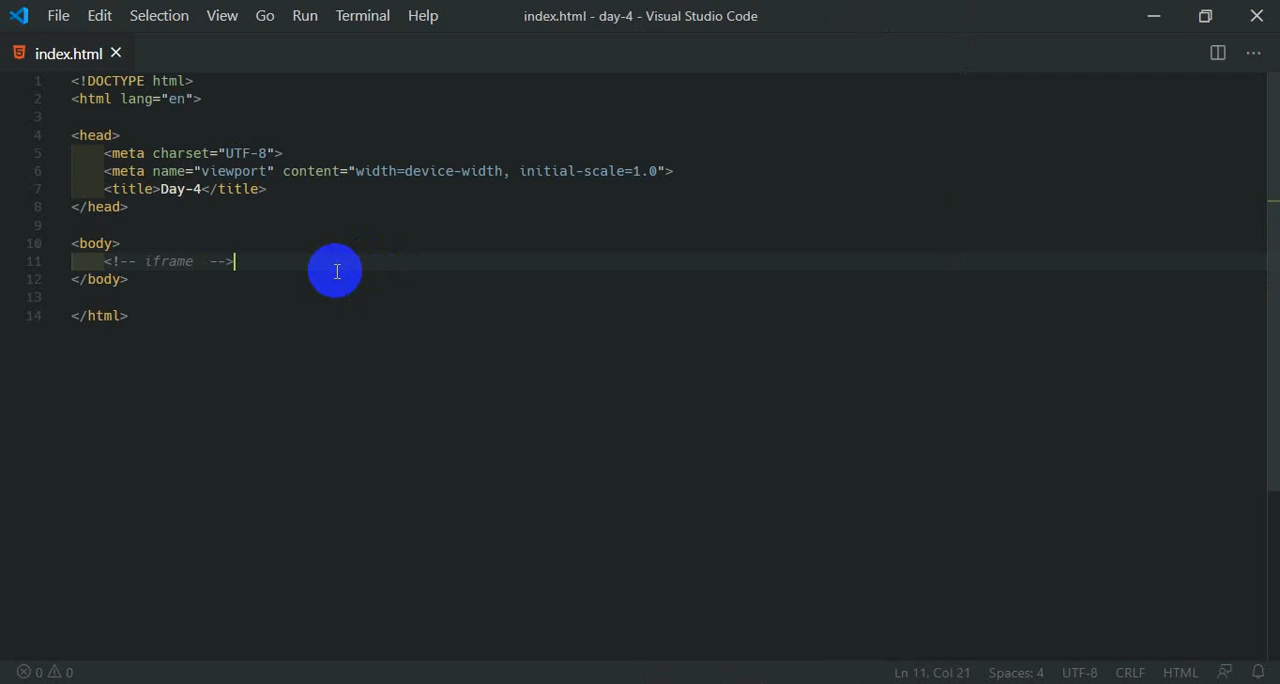 File Edit Selection View Go Run Terminal Help index.html - day-4 - Visual Studio Code
index.html
1 <!DOCTYPE html>
2 <html lang="en">
3
4 <head>
5 <meta charset="UTF-8">
6 <meta name="viewport" content="width=device-width, initial-scale=1.0">
7 <title>Day-4</title>
8 </head>
9
10 <body>
11 <!-- iframe  -->
12 </body>
13
14 </html>
0 0 Ln 11, Col 21 Spaces: 4 UTF-8 CRLF HTML